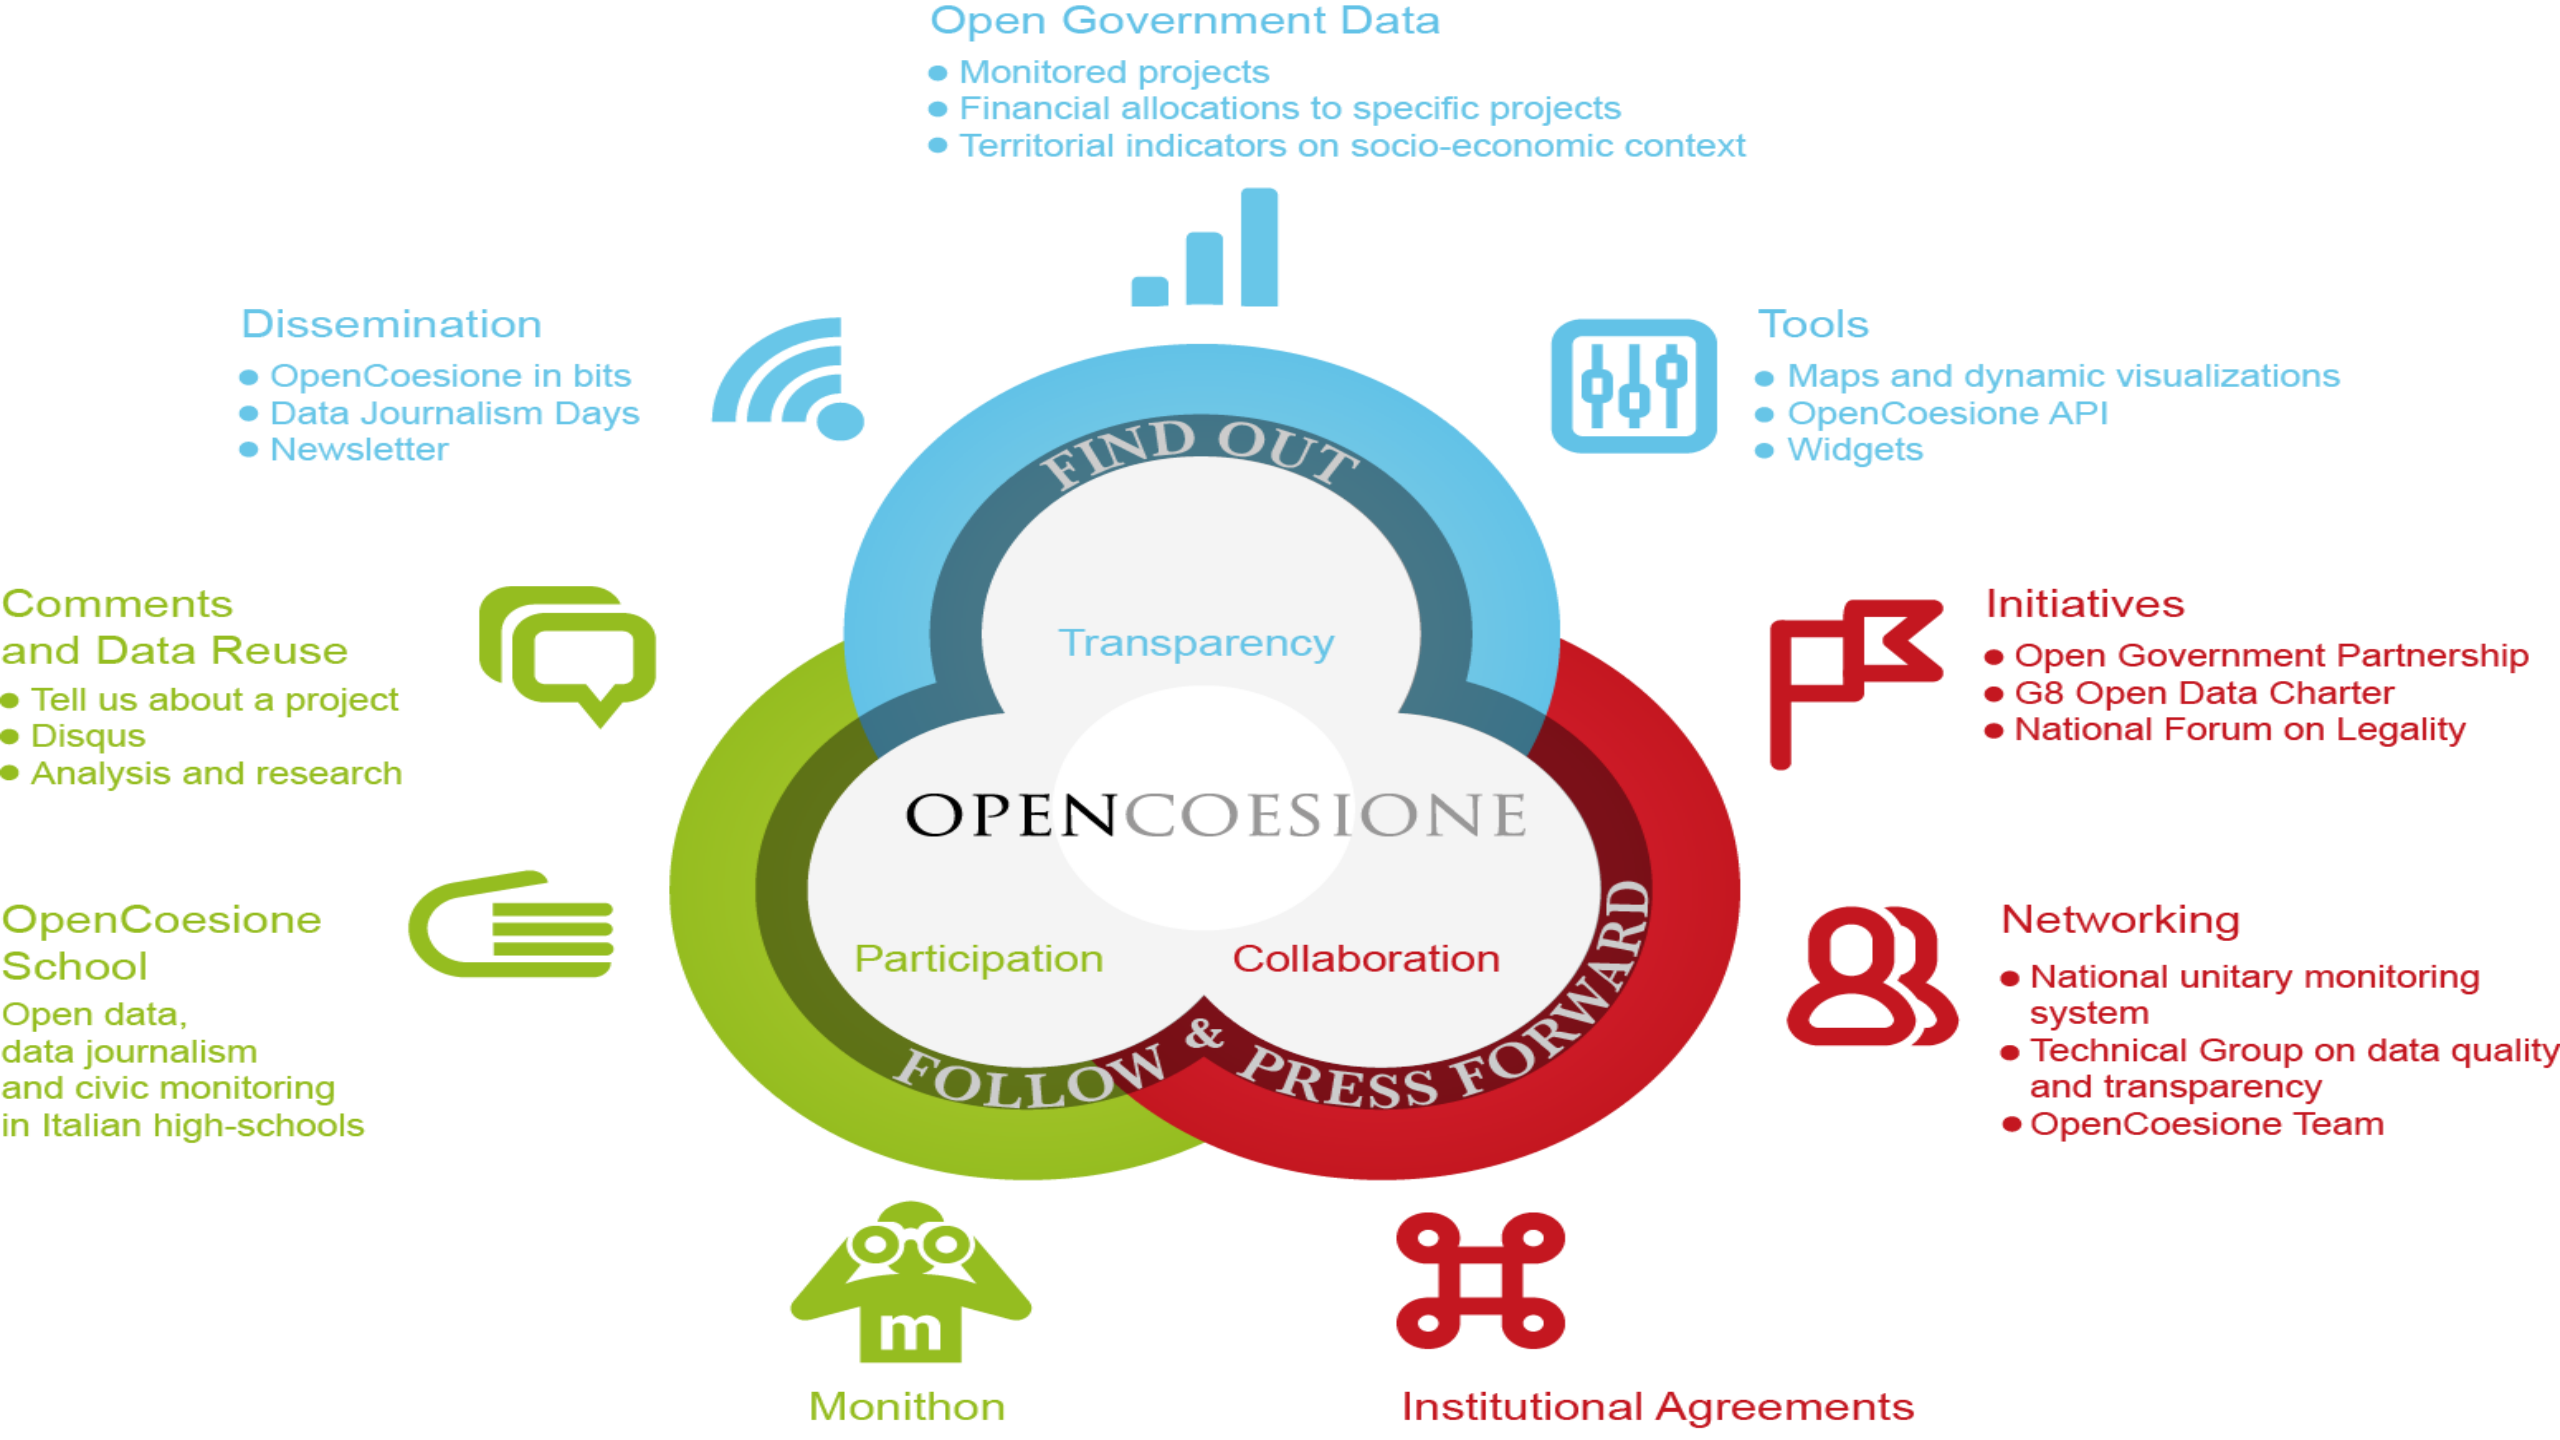 Open Government Data
• Monitored projects
• Financial allocations to specific projects
• Territorial indicators on socio-economic context
Dissemination
• OpenCoesione in bits
• Data Journalism Days
• Newsletter
Tools
• Maps and dynamic visualizations
• OpenCoesione API
• Widgets
FIND OUT
Transparency
Comments
and Data Reuse
• Tell us about a project
• Disqus
• Analysis and research
Initiatives
• Open Government Partnership
• G8 Open Data Charter
• National Forum on Legality
OPENCOESIONE
OpenCoesione
School
Open data,
data journalism
and civic monitoring
in Italian high-schools
Participation
Collaboration
FOLLOW & PRESS FORWARD
Networking
• National unitary monitoring
system
• Technical Group on data quality
and transparency
• OpenCoesione Team
m
Monithon
Institutional Agreements